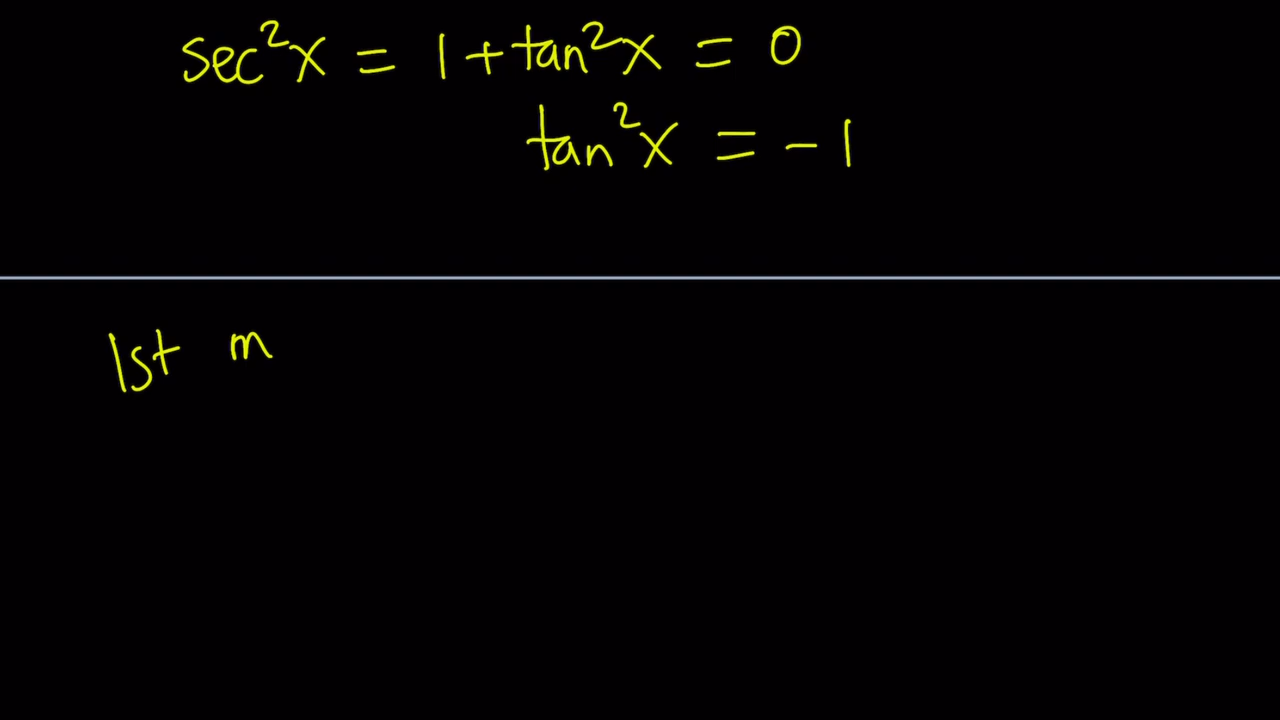 sec²x = 1 + tan²x = 0
tan²x = -1
1st m